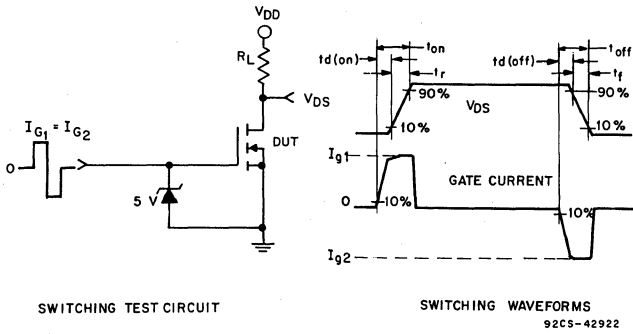 VDD
RL
VDS
IG1 = IG2
0
DUT
5 V
SWITCHING TEST CIRCUIT
ton
td(on)
tr
90%
VDS
10%
toff
td(off)
tf
90%
10%
Ig1
GATE CURRENT
0
10%
10%
Ig2
SWITCHING WAVEFORMS
92CS-42922